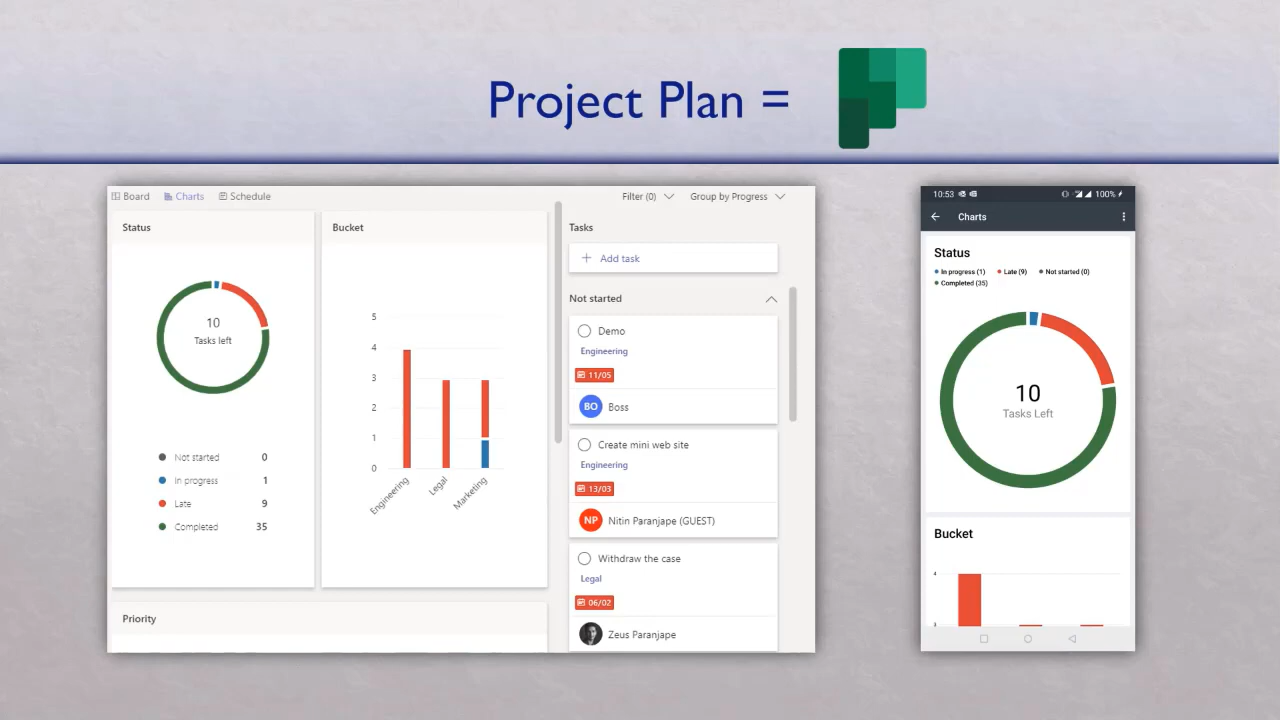 Project Plan =
Board Charts Schedule Filter (0) Group by Progress
Status
10
Tasks left
Not started 0
In progress 1
Late 9
Completed 35
Bucket
5
4
3
2
1
0
Engineering Legal Marketing
Priority
Tasks
+ Add task
Not started
Demo
Engineering
11/05
BO Boss
Create mini web site
Engineering
13/03
NP Nitin Paranjape (GUEST)
Withdraw the case
Legal
06/02
Zeus Paranjape
10:53 100%
Charts
Status
In progress (1) Late (9) Not started (0)
Completed (35)
10
Tasks Left
Bucket
4
3